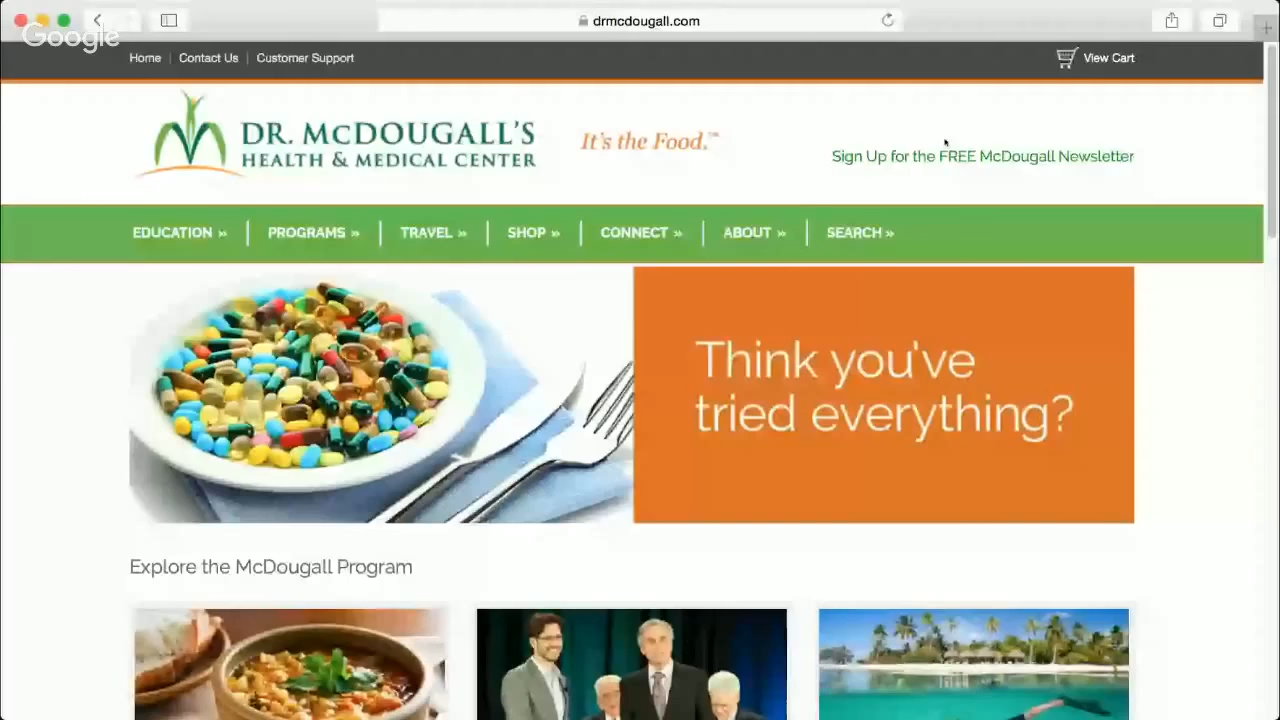 drmcdougall.com
Google
Home
Contact Us
Customer Support
View Cart
DR. McDOUGALL'S
HEALTH & MEDICAL CENTER
It's the Food.™
Sign Up for the FREE McDougall Newsletter
EDUCATION »
PROGRAMS »
TRAVEL »
SHOP »
CONNECT »
ABOUT »
SEARCH »
Think you've
tried everything?
Explore the McDougall Program